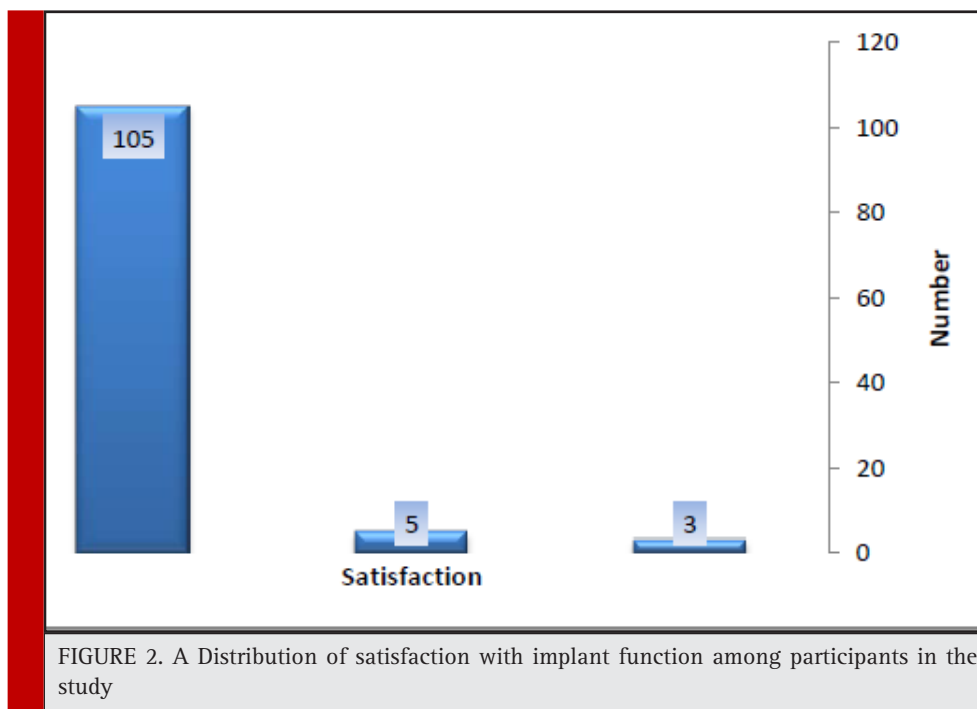 120
100
80
60
40
20
0
Number
105
5
3
Satisfaction
FIGURE 2. A Distribution of satisfaction with implant function among participants in the
study